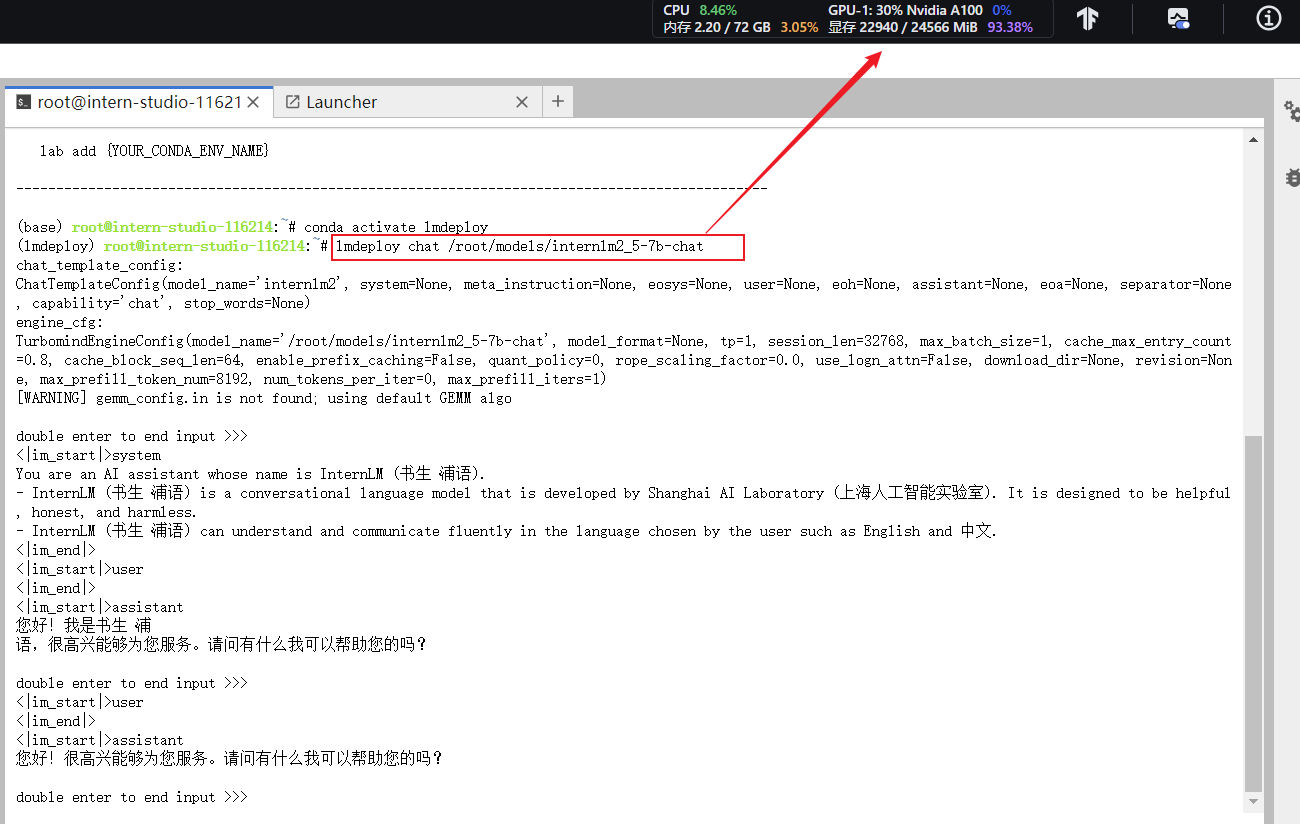 CPU 8.46% GPU-1: 30% Nvidia A100 0%
内存 2.20 / 72 GB 3.05% 显存 22940 / 24566 MiB 93.38%
root@intern-studio-11621
Launcher
lab add {YOUR_CONDA_ENV_NAME}
----------------------------------------------------------------------------------------------
(base) root@intern-studio-116214:~# conda activate lmdeploy
(lmdeploy) root@intern-studio-116214:~# lmdeploy chat /root/models/internlm2_5-7b-chat
chat_template_config:
ChatTemplateConfig(model_name='internlm2', system=None, meta_instruction=None, eosys=None, user=None, eoh=None, assistant=None, eoa=None, separator=None
, capability='chat', stop_words=None)
engine_cfg:
TurbomindEngineConfig(model_name='/root/models/internlm2_5-7b-chat', model_format=None, tp=1, session_len=32768, max_batch_size=1, cache_max_entry_count
=0.8, cache_block_seq_len=64, enable_prefix_caching=False, quant_policy=0, rope_scaling_factor=0.0, use_logn_attn=False, download_dir=None, revision=Non
e, max_prefill_token_num=8192, num_tokens_per_iter=0, max_prefill_iters=1)
[WARNING] gemm_config.in is not found; using default GEMM algo
double enter to end input >>>
<|im_start|>system
You are an AI assistant whose name is InternLM (书生·浦语).
- InternLM (书生·浦语) is a conversational language model that is developed by Shanghai AI Laboratory (上海人工智能实验室). It is designed to be helpful
, honest, and harmless.
- InternLM (书生·浦语) can understand and communicate fluently in the language chosen by the user such as English and 中文.
<|im_end|>
<|im_start|>user
<|im_end|>
<|im_start|>assistant
您好！我是书生·浦
语，很高兴能够为您服务。请问有什么我可以帮助您的吗？
double enter to end input >>>
<|im_start|>user
<|im_end|>
<|im_start|>assistant
您好！很高兴能够为您服务。请问有什么我可以帮助您的吗？
double enter to end input >>>